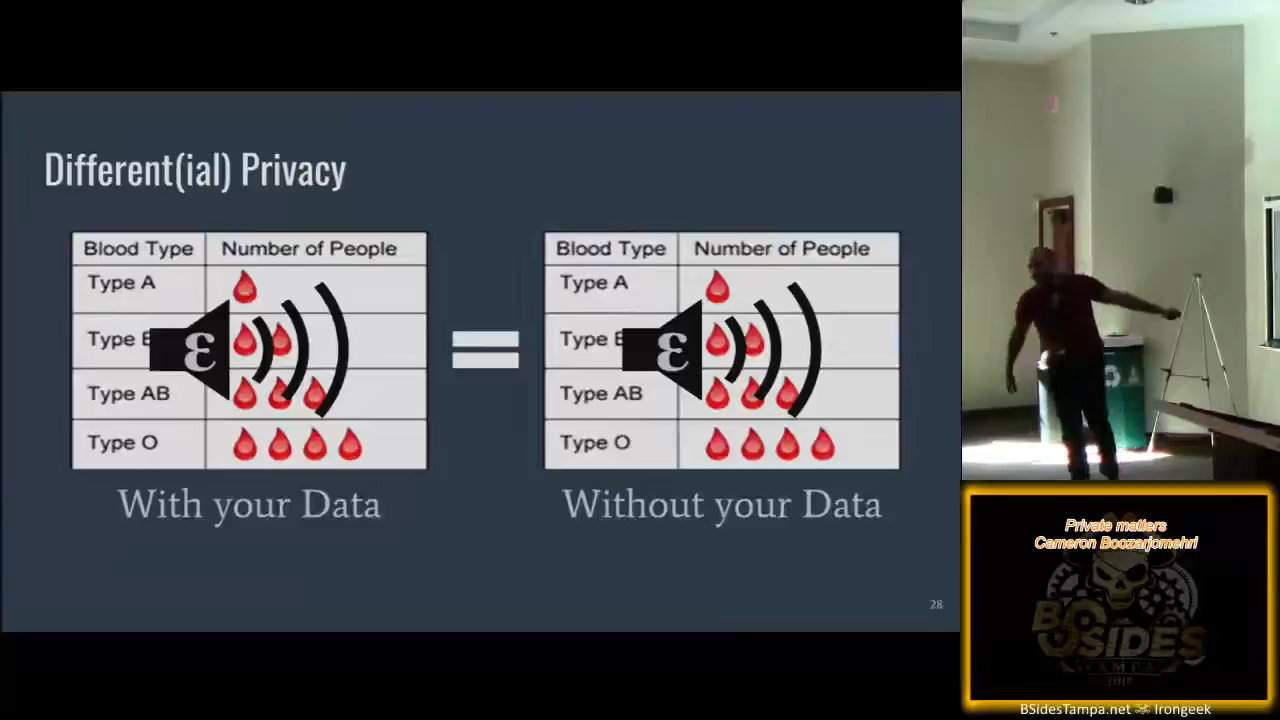 Different(ial) Privacy
Blood Type Number of People
Type A
Type
ε
Type AB
Type O
With your Data
Blood Type Number of People
Type A
Type
ε
Type AB
Type O
Without your Data
28
Private matters
Cameron Boozarjomehri
BSIDES
TAMPA
BSidesTampa.net Irongeek